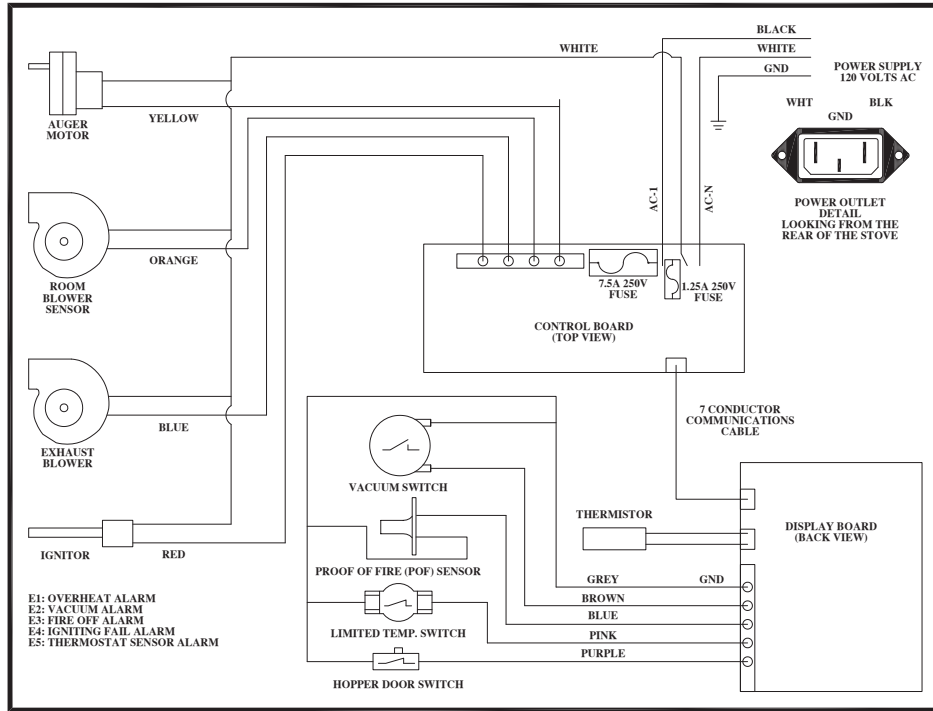 BLACK
WHITE
WHITE
GND
POWER SUPPLY
120 VOLTS AC
WHT
BLK
GND
AUGER
MOTOR
YELLOW
AC-1
AC-N
POWER OUTLET
DETAIL
LOOKING FROM THE
REAR OF THE STOVE
ORANGE
ROOM
BLOWER
SENSOR
7.5A 250V
FUSE
1.25A 250V
FUSE
CONTROL BOARD
(TOP VIEW)
BLUE
EXHAUST
BLOWER
7 CONDUCTOR
COMMUNICATIONS
CABLE
VACUUM SWITCH
THERMISTOR
DISPLAY BOARD
(BACK VIEW)
IGNITOR
RED
PROOF OF FIRE (POF) SENSOR
GREY
GND
BROWN
BLUE
PINK
PURPLE
LIMITED TEMP. SWITCH
HOPPER DOOR SWITCH
E1: OVERHEAT ALARM
E2: VACUUM ALARM
E3: FIRE OFF ALARM
E4: IGNITING FAIL ALARM
E5: THERMOSTAT SENSOR ALARM